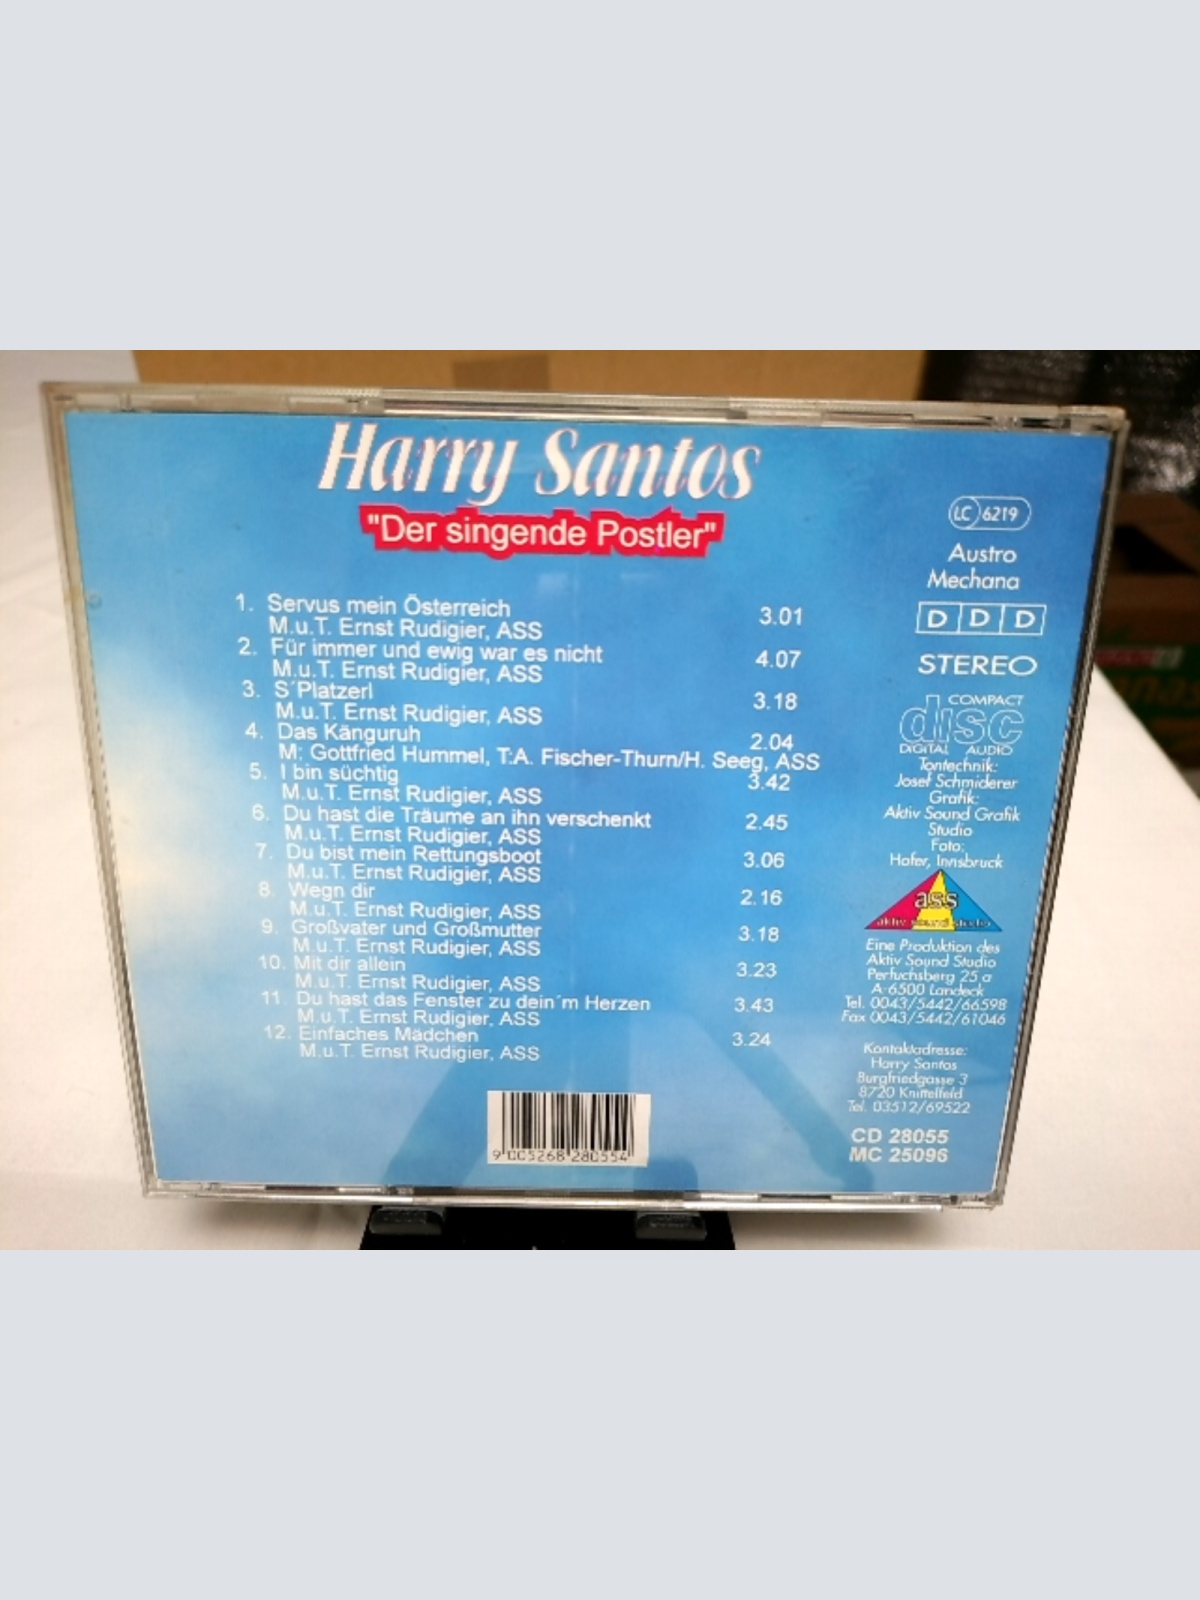 Harry Santos
"Der singende Postler"
1. Servus mein Österreich 3.01
M.u.T. Ernst Rudigier, ASS
2. Für immer und ewig war es nicht 4.07
M.u.T. Ernst Rudigier, ASS
3. S´Platzerl 3.18
M.u.T. Ernst Rudigier, ASS
4. Das Känguruh 2.04
M: Gottfried Hummel, T:A. Fischer-Thurn/H. Seeg, ASS
5. I bin süchtig 3.42
M.u.T. Ernst Rudigier, ASS
6. Du hast die Träume an ihn verschenkt 2.45
M.u.T. Ernst Rudigier, ASS
7. Du bist mein Rettungsboot 3.06
M.u.T. Ernst Rudigier, ASS
8. Wegn dir 2.16
M.u.T. Ernst Rudigier, ASS
9. Großvater und Großmutter 3.18
M.u.T. Ernst Rudigier, ASS
10. Mit dir allein 3.23
M.u.T. Ernst Rudigier, ASS
11. Du hast das Fenster zu dein´m Herzen 3.43
M.u.T. Ernst Rudigier, ASS
12. Einfaches Mädchen 3.24
M.u.T. Ernst Rudigier, ASS
9 005268 280554
LC 6219
Austro
Mechana
D D D
STEREO
COMPACT
disc
DIGITAL AUDIO
Tontechnik:
Josef Schmiderer
Grafik:
Aktiv Sound Grafik
Studio
Foto:
Hofer, Innsbruck
ass
aktiv sound studio
Eine Produktion des
Aktiv Sound Studio
Perfuchsberg 25 a
A-6500 Landeck
Tel. 0043/5442/66598
Fax 0043/5442/61046
Kontaktadresse:
Harry Santos
Burgfriedgasse 3
8720 Knittelfeld
Tel. 03512/69522
CD 28055
MC 25096